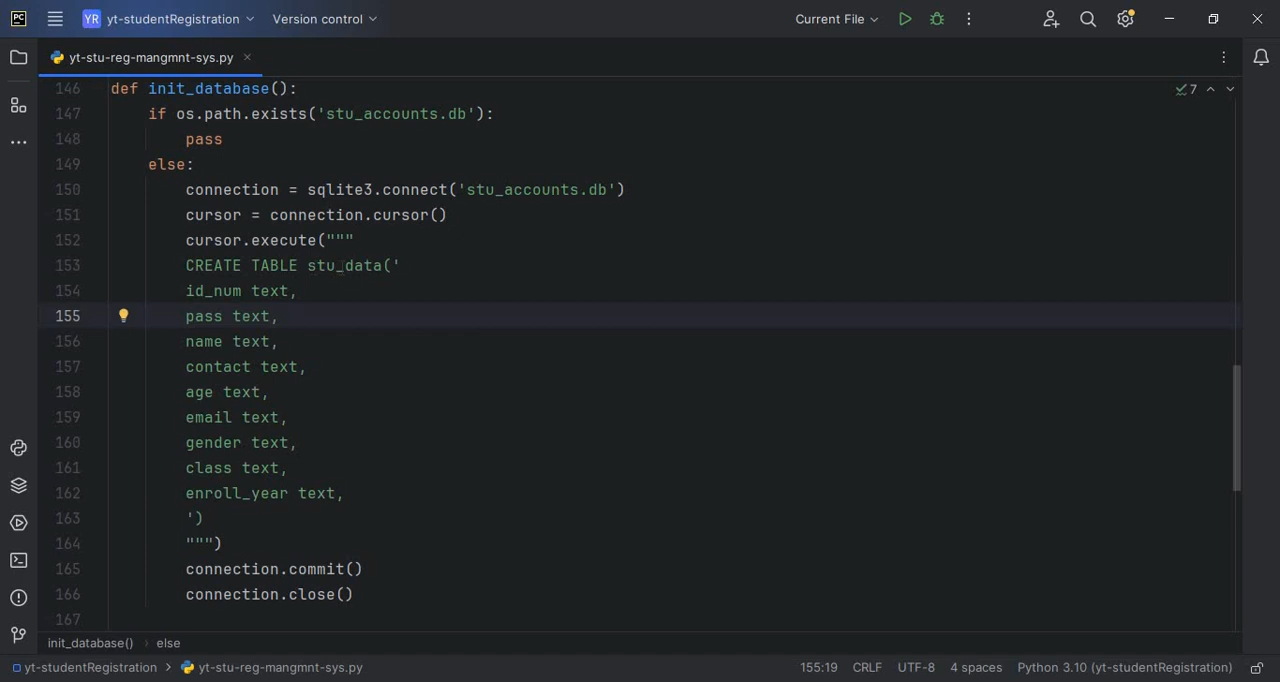 PC YR yt-studentRegistration Version control Current File
yt-stu-reg-mangmnt-sys.py
146 def init_database(): 7
147 if os.path.exists('stu_accounts.db'):
148 pass
149 else:
150 connection = sqlite3.connect('stu_accounts.db')
151 cursor = connection.cursor()
152 cursor.execute("""
153 CREATE TABLE stu_data('
154 id_num text,
155 pass text,
156 name text,
157 contact text,
158 age text,
159 email text,
160 gender text,
161 class text,
162 enroll_year text,
163 ')
164 """)
165 connection.commit()
166 connection.close()
167
init_database() › else
yt-studentRegistration › yt-stu-reg-mangmnt-sys.py 155:19 CRLF UTF-8 4 spaces Python 3.10 (yt-studentRegistration)